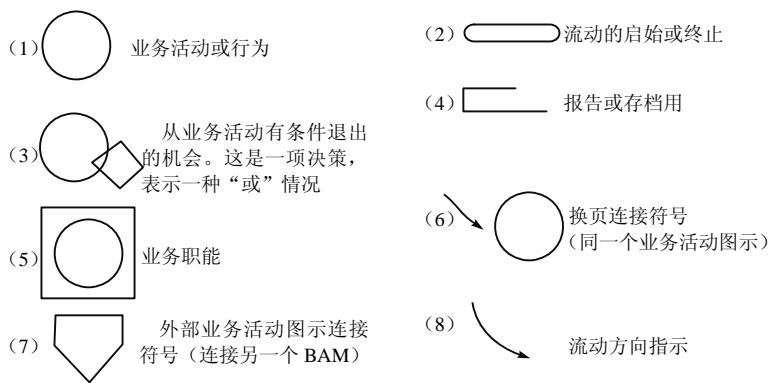 （1） 业务活动或行为
（2） 流动的启始或终止
（3） 从业务活动有条件退出
的机会。这是一项决策，
表示一种“或”情况
（4） 报告或存档用
（5） 业务职能
（6） 换页连接符号
（同一个业务活动图示）
（7） 外部业务活动图示连接
符号（连接另一个 BAM）
（8） 流动方向指示